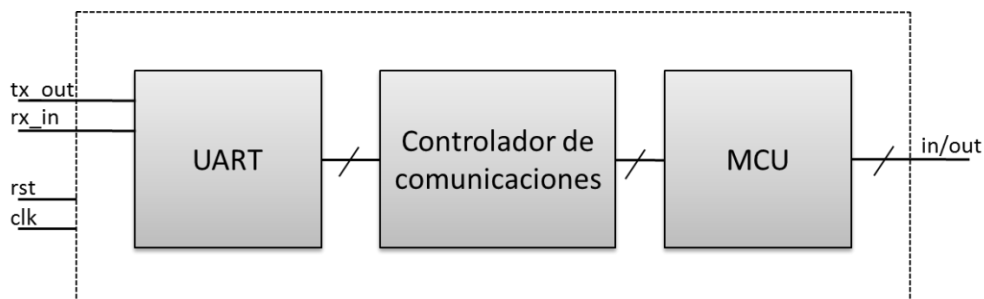 tx_out
rx_in
rst
clk
UART
Controlador de
comunicaciones
MCU
in/out